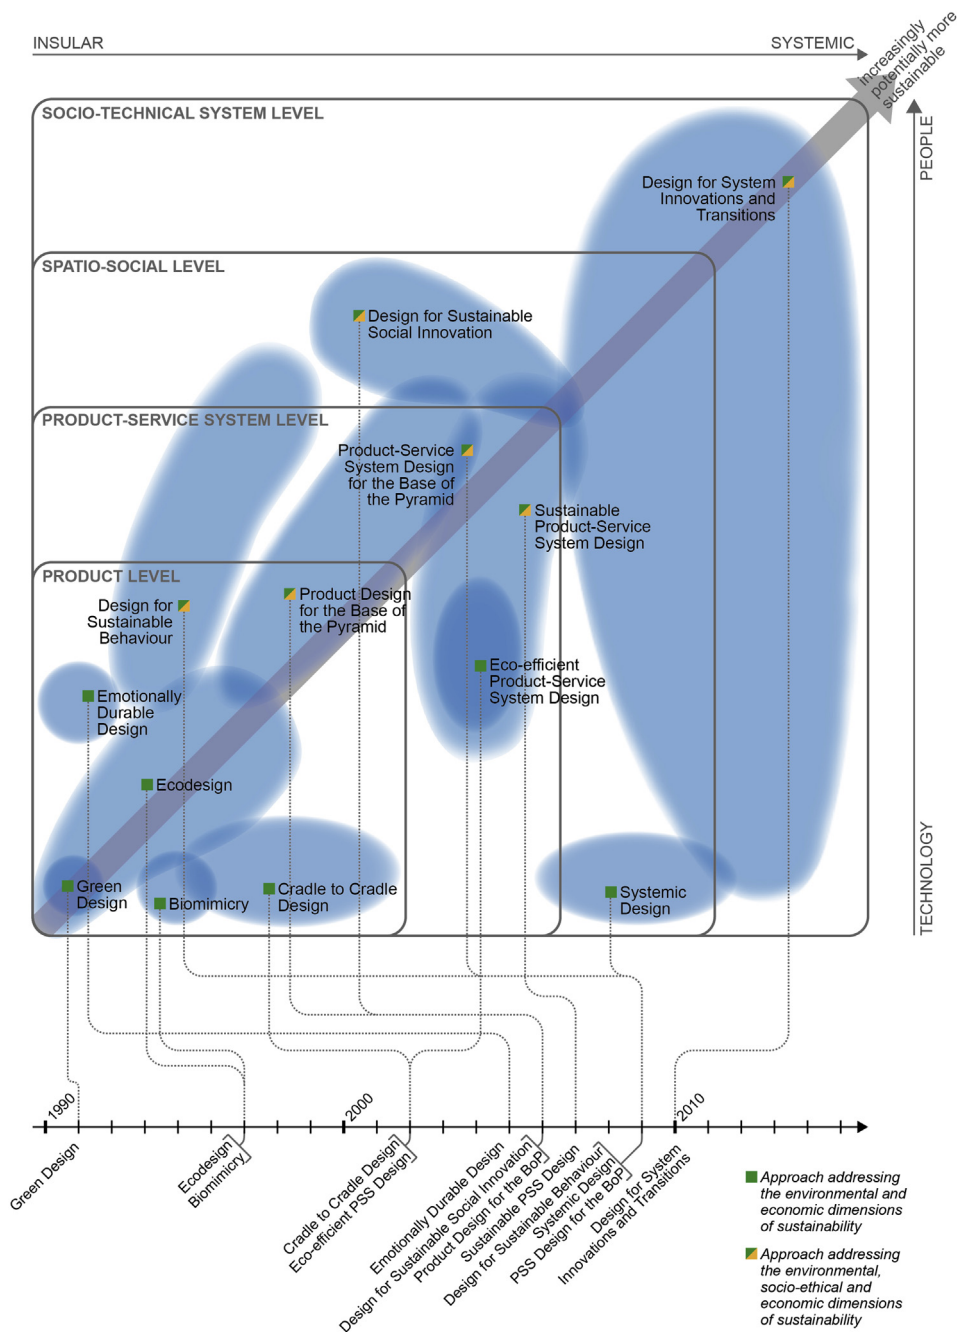 INSULAR
SYSTEMIC
increasingly
potentially more
sustainable
PEOPLE
SOCIO-TECHNICAL SYSTEM LEVEL
Design for System
Innovations and
Transitions
SPATIO-SOCIAL LEVEL
Design for Sustainable
Social Innovation
PRODUCT-SERVICE SYSTEM LEVEL
Product-Service
System Design
for the Base of
the Pyramid
Sustainable
Product-Service
System Design
PRODUCT LEVEL
Design for
Sustainable
Behaviour
Product Design
for the Base of
the Pyramid
Eco-efficient
Product-Service
System Design
Emotionally
Durable
Design
Ecodesign
Green
Design
Biomimicry
Cradle to Cradle
Design
Systemic
Design
TECHNOLOGY
1990
2000
2010
Green Design
Ecodesign
Biomimicry
Cradle to Cradle Design
Eco-efficient PSS Design
Emotionally Durable Design
Design for Sustainable Social Innovation
Product Design for the BoP
Sustainable PSS Design
Design for Sustainable Behaviour
Systemic Design
PSS Design for the BoP
Design for System
Innovations and Transitions
Approach addressing
the environmental and
economic dimensions
of sustainability
Approach addressing
the environmental,
socio-ethical and
economic dimensions
of sustainability